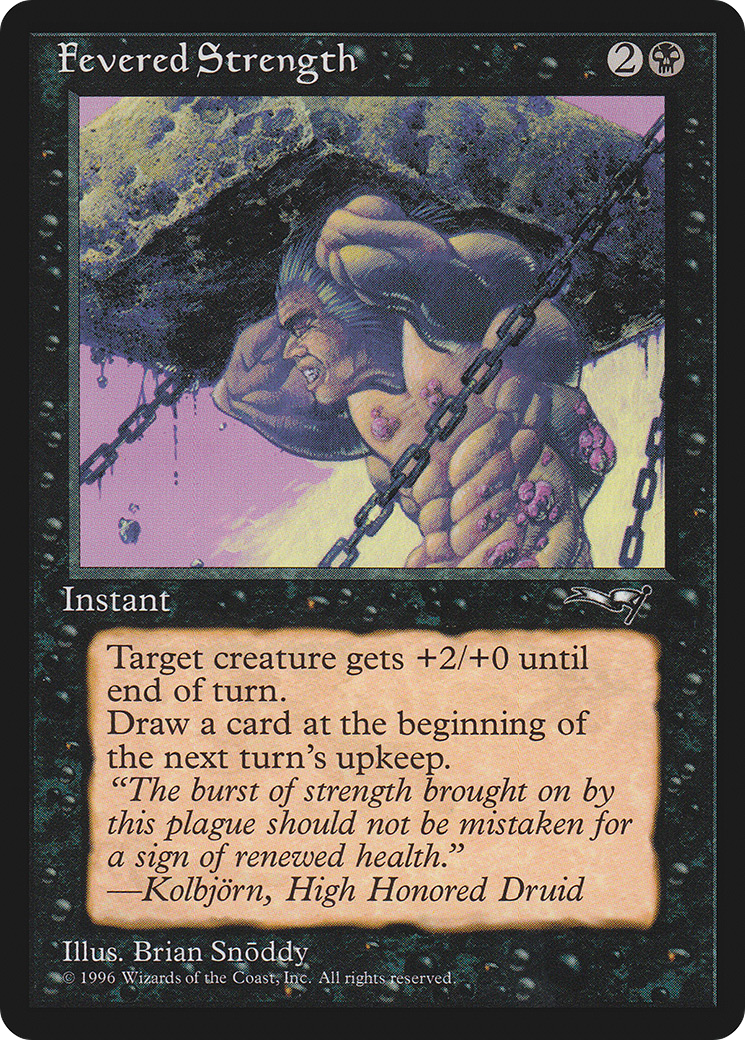 Fevered Strength 2
Instant
Target creature gets +2/+0 until
end of turn.
Draw a card at the beginning of
the next turn's upkeep.
“The burst of strength brought on by
this plague should not be mistaken for
a sign of renewed health.”
—Kolbjörn, High Honored Druid
Illus. Brian Snōddy
© 1996 Wizards of the Coast, Inc. All rights reserved.